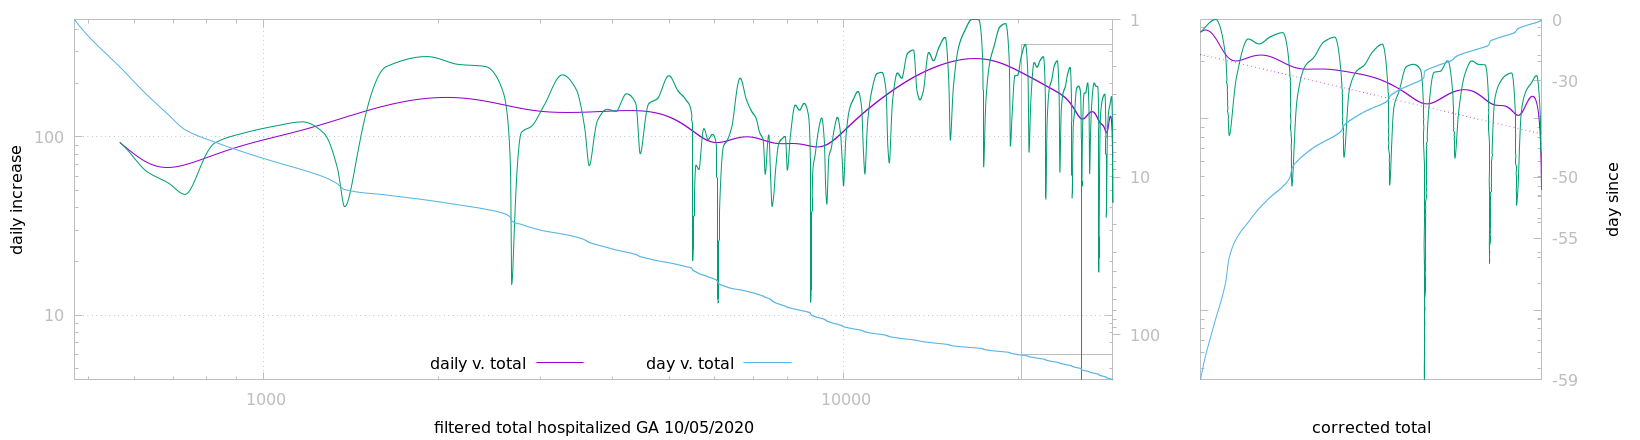 1
0
-30
100
daily increase
10
-50
day since
-55
10
100
daily v. total
day v. total
-59
1000
10000
filtered total hospitalized GA 10/05/2020
corrected total